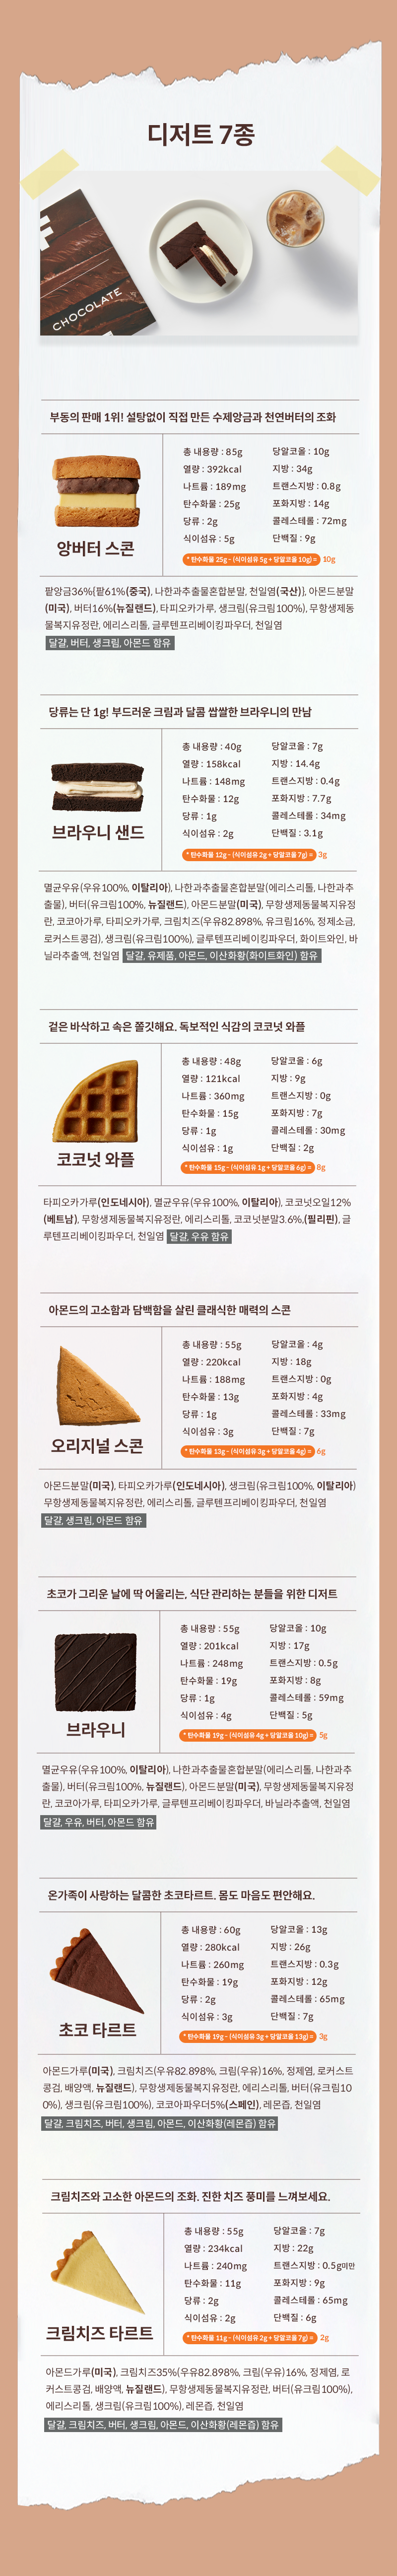 디저트 7종
CHOCOLATE
부동의 판매 1위! 설탕없이 직접 만든 수제앙금과 천연버터의 조화
앙버터 스콘
총 내용량 : 85g
열량 : 392kcal
나트륨 : 189mg
탄수화물 : 25g
당류 : 2g
식이섬유 : 5g
당알코올 : 10g
지방 : 34g
트랜스지방 : 0.8g
포화지방 : 14g
콜레스테롤 : 72mg
단백질 : 9g
* 탄수화물 25g - (식이섬유 5g + 당알코올 10g) = 10g
팥앙금36%{팥61%(중국), 나한과추출물혼합분말, 천일염(국산)}, 아몬드분말
(미국), 버터16%(뉴질랜드), 타피오카가루, 생크림(유크림100%), 무항생제동
물복지유정란, 에리스리톨, 글루텐프리베이킹파우더, 천일염
달걀, 버터, 생크림, 아몬드 함유
당류는 단 1g! 부드러운 크림과 달콤 쌉쌀한 브라우니의 만남
브라우니 샌드
총 내용량 : 40g
열량 : 158kcal
나트륨 : 148mg
탄수화물 : 12g
당류 : 1g
식이섬유 : 2g
당알코올 : 7g
지방 : 14.4g
트랜스지방 : 0.4g
포화지방 : 7.7g
콜레스테롤 : 34mg
단백질 : 3.1g
* 탄수화물 12g - (식이섬유 2g + 당알코올 7g) = 3g
멸균우유(우유100%, 이탈리아), 나한과추출물혼합분말(에리스리톨, 나한과추
출물), 버터(유크림100%, 뉴질랜드), 아몬드분말(미국), 무항생제동물복지유정
란, 코코아가루, 타피오카가루, 크림치즈(우유82.898%, 유크림16%, 정제소금,
로커스트콩검), 생크림(유크림100%), 글루텐프리베이킹파우더, 화이트와인, 바
닐라추출액, 천일염 달걀, 유제품, 아몬드, 이산화황(화이트화인) 함유
겉은 바삭하고 속은 쫄깃해요. 독보적인 식감의 코코넛 와플
코코넛 와플
총 내용량 : 48g
열량 : 121kcal
나트륨 : 360mg
탄수화물 : 15g
당류 : 1g
식이섬유 : 1g
당알코올 : 6g
지방 : 9g
트랜스지방 : 0g
포화지방 : 7g
콜레스테롤 : 30mg
단백질 : 2g
* 탄수화물 15g - (식이섬유 1g + 당알코올 6g) = 8g
타피오카가루(인도네시아), 멸균우유(우유100%, 이탈리아), 코코넛오일12%
(베트남), 무항생제동물복지유정란, 에리스리톨, 코코넛분말3.6%,(필리핀), 글
루텐프리베이킹파우더, 천일염 달걀, 우유 함유
아몬드의 고소함과 담백함을 살린 클래식한 매력의 스콘
오리지널 스콘
총 내용량 : 55g
열량 : 220kcal
나트륨 : 188mg
탄수화물 : 13g
당류 : 1g
식이섬유 : 3g
당알코올 : 4g
지방 : 18g
트랜스지방 : 0g
포화지방 : 4g
콜레스테롤 : 33mg
단백질 : 7g
* 탄수화물 13g - (식이섬유 3g + 당알코올 4g) = 6g
아몬드분말(미국), 타피오카가루(인도네시아), 생크림(유크림100%, 이탈리아)
무항생제동물복지유정란, 에리스리톨, 글루텐프리베이킹파우더, 천일염
달걀, 생크림, 아몬드 함유
초코가 그리운 날에 딱 어울리는, 식단 관리하는 분들을 위한 디저트
브라우니
총 내용량 : 55g
열량 : 201kcal
나트륨 : 248mg
탄수화물 : 19g
당류 : 1g
식이섬유 : 4g
당알코올 : 10g
지방 : 17g
트랜스지방 : 0.5g
포화지방 : 8g
콜레스테롤 : 59mg
단백질 : 5g
* 탄수화물 19g - (식이섬유 4g + 당알코올 10g) = 5g
멸균우유(우유100%, 이탈리아), 나한과추출물혼합분말(에리스리톨, 나한과추
출물), 버터(유크림100%, 뉴질랜드), 아몬드분말(미국), 무항생제동물복지유정
란, 코코아가루, 타피오카가루, 글루텐프리베이킹파우더, 바닐라추출액, 천일염
달걀, 우유, 버터, 아몬드 함유
온가족이 사랑하는 달콤한 초코타르트. 몸도 마음도 편안해요.
초코 타르트
총 내용량 : 60g
열량 : 280kcal
나트륨 : 260mg
탄수화물 : 19g
당류 : 2g
식이섬유 : 3g
당알코올 : 13g
지방 : 26g
트랜스지방 : 0.3g
포화지방 : 12g
콜레스테롤 : 65mg
단백질 : 7g
* 탄수화물 19g - (식이섬유 3g + 당알코올 13g) = 3g
아몬드가루(미국), 크림치즈(우유82.898%, 크림(우유)16%, 정제염, 로커스트
콩검, 배양액, 뉴질랜드), 무항생제동물복지유정란, 에리스리톨, 버터(유크림10
0%), 생크림(유크림100%), 코코아파우더5%(스페인), 레몬즙, 천일염
달걀, 크림치즈, 버터, 생크림, 아몬드, 이산화황(레몬즙) 함유
크림치즈와 고소한 아몬드의 조화. 진한 치즈 풍미를 느껴보세요.
크림치즈 타르트
총 내용량 : 55g
열량 : 234kcal
나트륨 : 240mg
탄수화물 : 11g
당류 : 2g
식이섬유 : 2g
당알코올 : 7g
지방 : 22g
트랜스지방 : 0.5g미만
포화지방 : 9g
콜레스테롤 : 65mg
단백질 : 6g
* 탄수화물 11g - (식이섬유 2g + 당알코올 7g) = 2g
아몬드가루(미국), 크림치즈35%(우유82.898%, 크림(우유)16%, 정제염, 로
커스트콩검, 배양액, 뉴질랜드), 무항생제동물복지유정란, 버터(유크림100%),
에리스리톨, 생크림(유크림100%), 레몬즙, 천일염
달걀, 크림치즈, 버터, 생크림, 아몬드, 이산화황(레몬즙) 함유